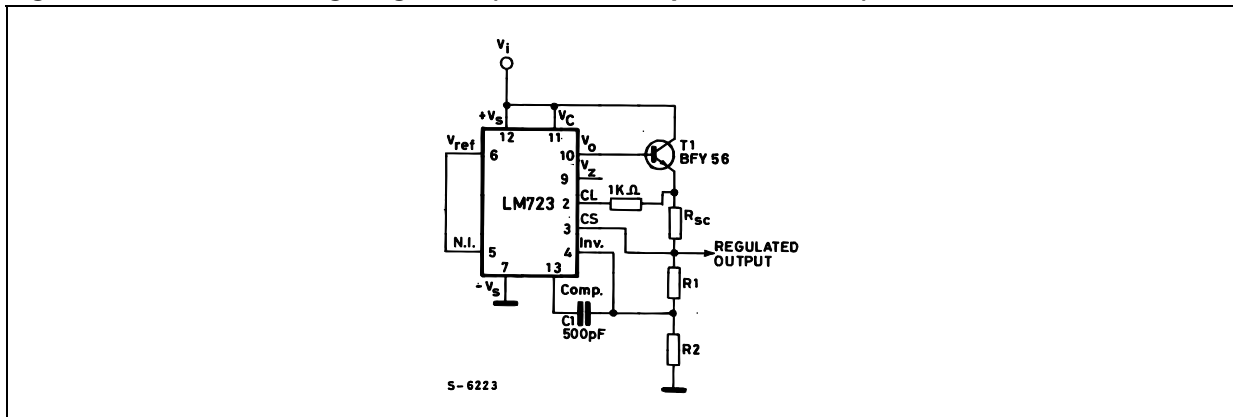 Vi
+Vs
VC
12
11
Vref
6
Vo
10
T1
BFY 56
Vz
9
CL
1KΩ
LM723
2
CS
Rsc
3
N.I.
5
Inv.
4
REGULATED
OUTPUT
7
13
-Vs
Comp.
R1
C1
500pF
R2
S-6223